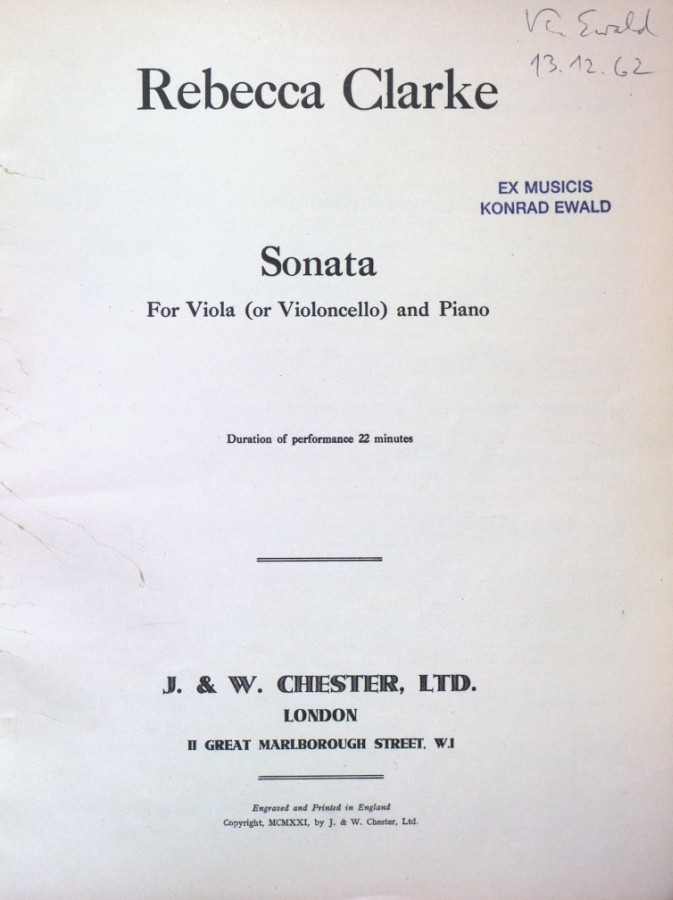 Ewald
13.12.62
Rebecca Clarke
EX MUSICIS
KONRAD EWALD
Sonata
For Viola (or Violoncello) and Piano
Duration of performance 22 minutes
J. & W. CHESTER, LTD.
LONDON
11 GREAT MARLBOROUGH STREET, W.1
Engraved and Printed in England
Copyright, MCMXXI, by J. & W. Chester, Ltd.